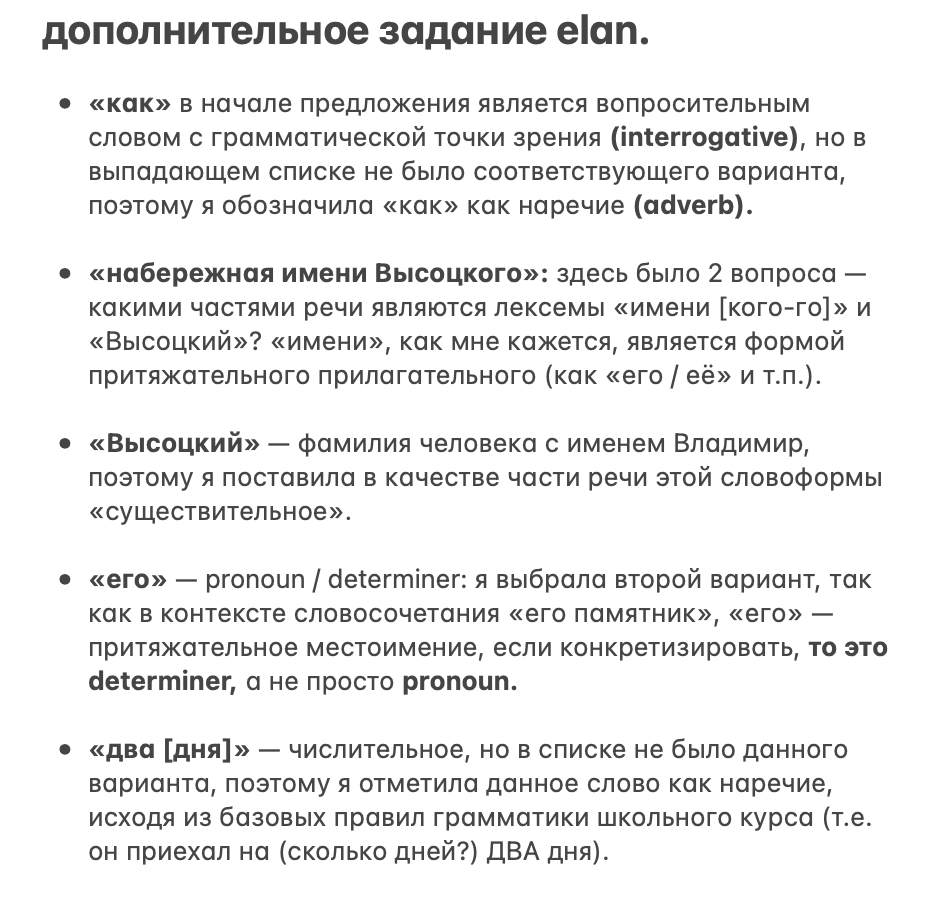 дополнительное задание elan.
• «как» в начале предложения является вопросительным
словом с грамматической точки зрения (interrogative), но в
выпадающем списке не было соответствующего варианта,
поэтому я обозначила «как» как наречие (adverb).
• «набережная имени Высоцкого»: здесь было 2 вопроса —
какими частями речи являются лексемы «имени [кого-го]» и
«Высоцкий»? «имени», как мне кажется, является формой
притяжательного прилагательного (как «его / её» и т.п.).
• «Высоцкий» — фамилия человека с именем Владимир,
поэтому я поставила в качестве части речи этой словоформы
«существительное».
• «его» — pronoun / determiner: я выбрала второй вариант, так
как в контексте словосочетания «его памятник», «его» —
притяжательное местоимение, если конкретизировать, то это
determiner, а не просто pronoun.
• «два [дня]» — числительное, но в списке не было данного
варианта, поэтому я отметила данное слово как наречие,
исходя из базовых правил грамматики школьного курса (т.е.
он приехал на (сколько дней?) ДВА дня).